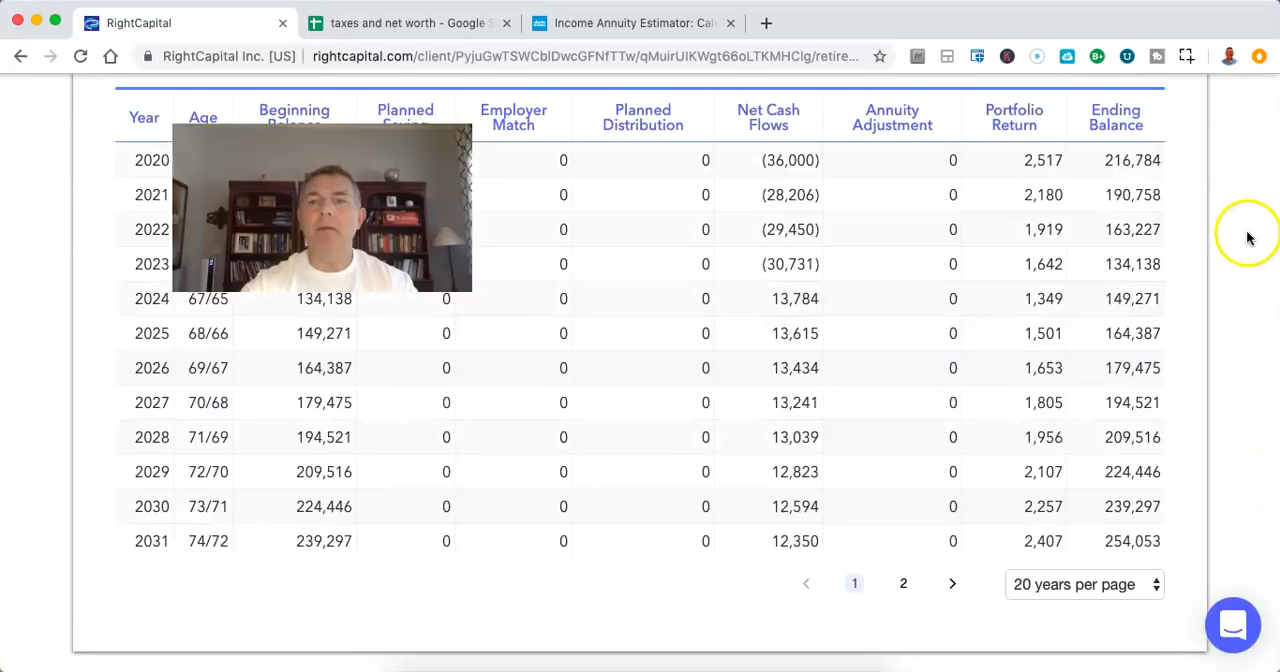 RightCapital
taxes and net worth - Google S
Income Annuity Estimator: Cal
RightCapital Inc. [US]
rightcapital.com/client/PyjuGwTSWCblDwcGFNfTTw/qMuirUIKWgt66oLTKMHClg/retire...
Year Age Beginning Balance Planned Saving Employer Match Planned Distribution Net Cash Flows Annuity Adjustment Portfolio Return Ending Balance
2020 0 0 (36,000) 0 2,517 216,784
2021 0 0 (28,206) 0 2,180 190,758
2022 0 0 (29,450) 0 1,919 163,227
2023 0 0 (30,731) 0 1,642 134,138
2024 67/65 134,138 0 0 0 13,784 0 1,349 149,271
2025 68/66 149,271 0 0 0 13,615 0 1,501 164,387
2026 69/67 164,387 0 0 0 13,434 0 1,653 179,475
2027 70/68 179,475 0 0 0 13,241 0 1,805 194,521
2028 71/69 194,521 0 0 0 13,039 0 1,956 209,516
2029 72/70 209,516 0 0 0 12,823 0 2,107 224,446
2030 73/71 224,446 0 0 0 12,594 0 2,257 239,297
2031 74/72 239,297 0 0 0 12,350 0 2,407 254,053
1 2 20 years per page